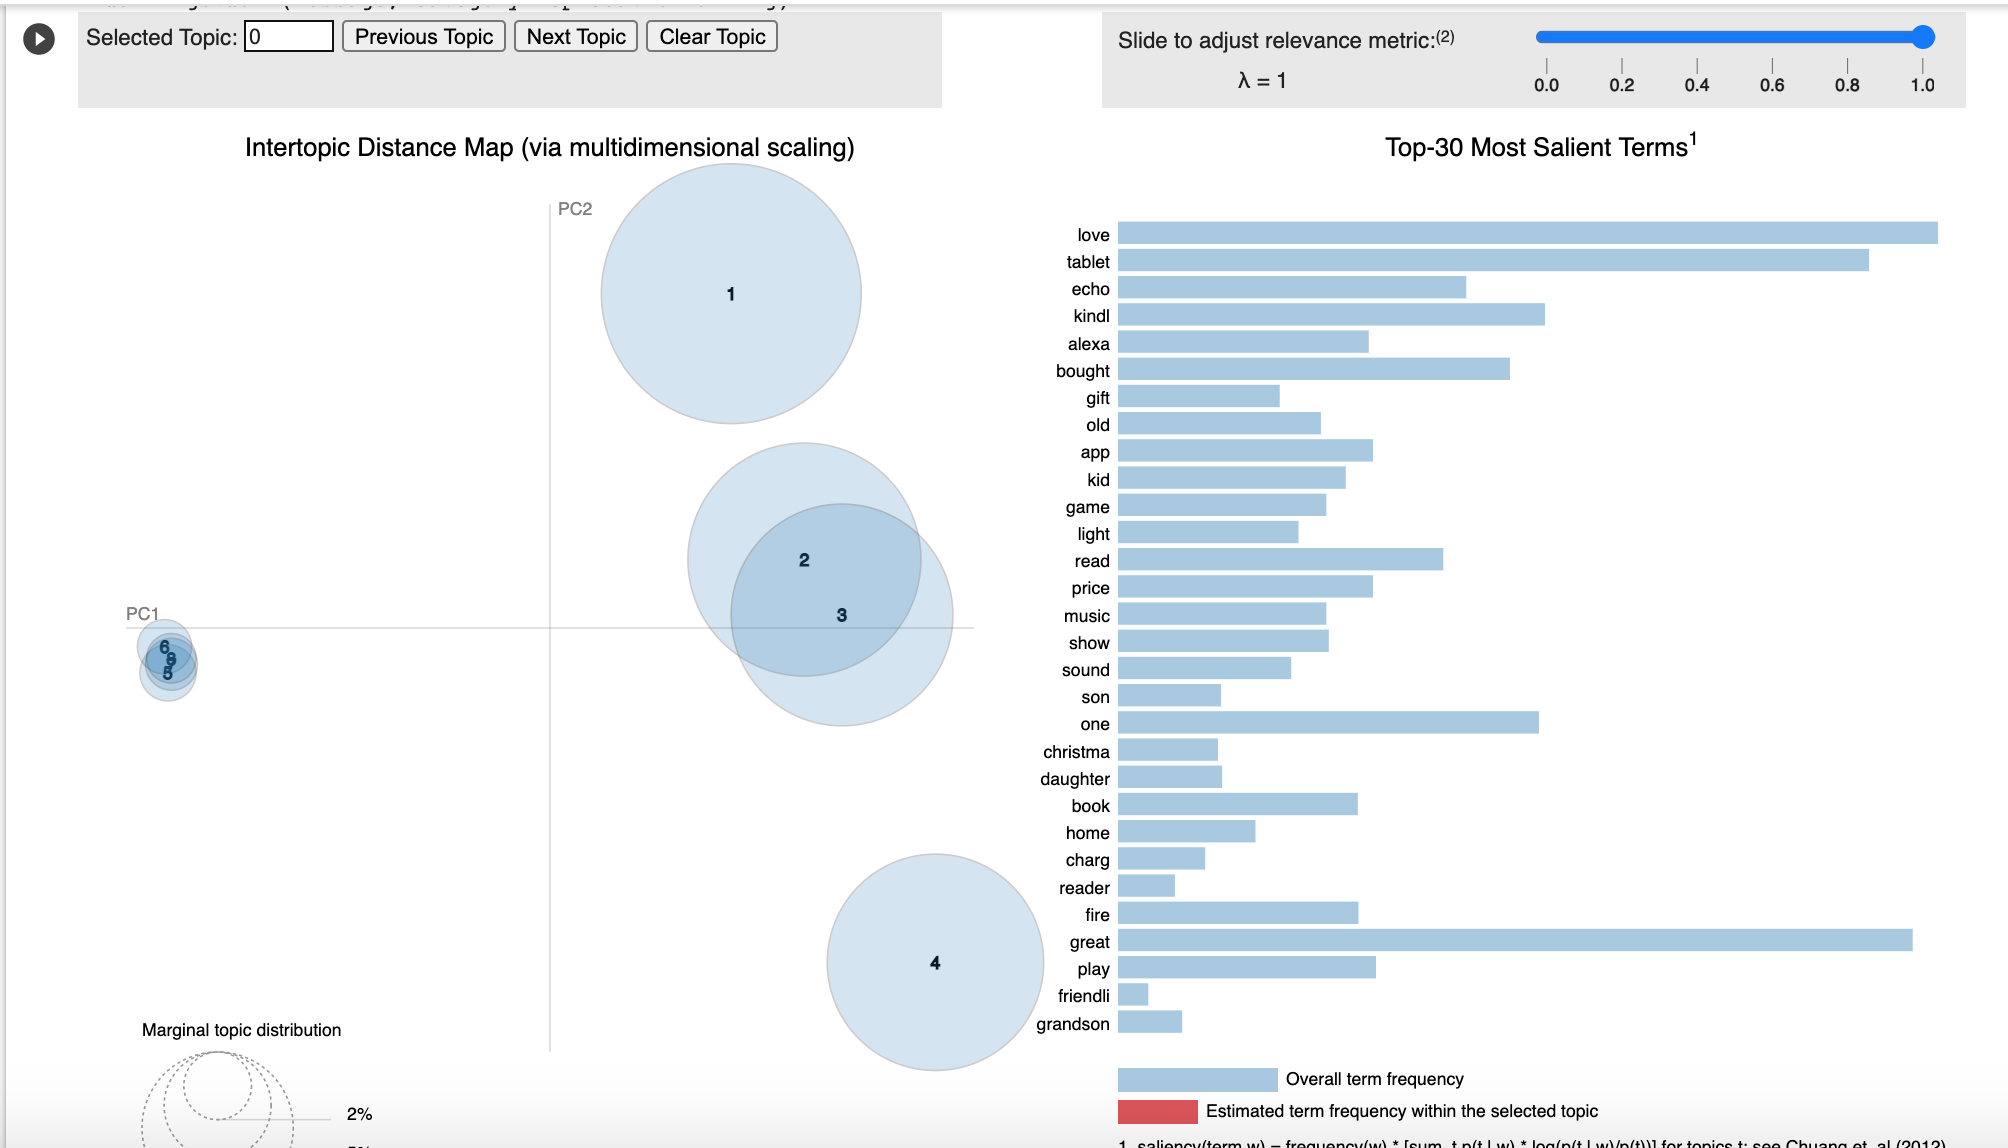 Selected Topic: 0 Previous Topic Next Topic Clear Topic
Slide to adjust relevance metric:(2)
λ = 1
0.0 0.2 0.4 0.6 0.8 1.0
Intertopic Distance Map (via multidimensional scaling)
PC2
PC1
1
2
3
4
6
5
Marginal topic distribution
2%
Top-30 Most Salient Terms1
love
tablet
echo
kindl
alexa
bought
gift
old
app
kid
game
light
read
price
music
show
sound
son
one
christma
daughter
book
home
charg
reader
fire
great
play
friendli
grandson
Overall term frequency
Estimated term frequency within the selected topic
1. saliency(term w) = frequency(w) * [sum_t p(t | w) * log(p(t | w)/p(t))] for topics t; see Chuang et. al (2012)